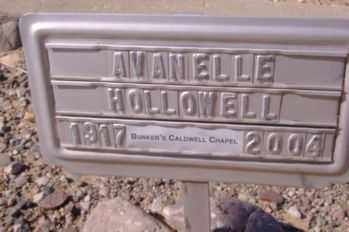 AVANELLE
HOLLOWELL
1917 BUNKER'S CALDWELL CHAPEL 2004